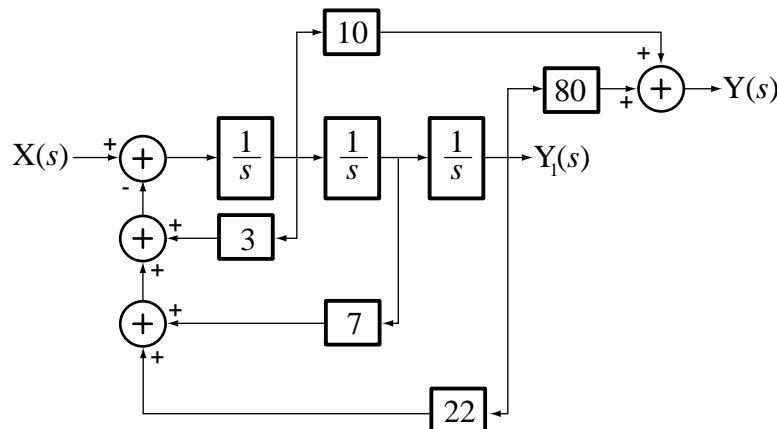 10
+
80
+
+
Y(s)
X(s)
+
+
-
1/s
1/s
1/s
Y₁(s)
+
3
+
+
+
7
+
+
22